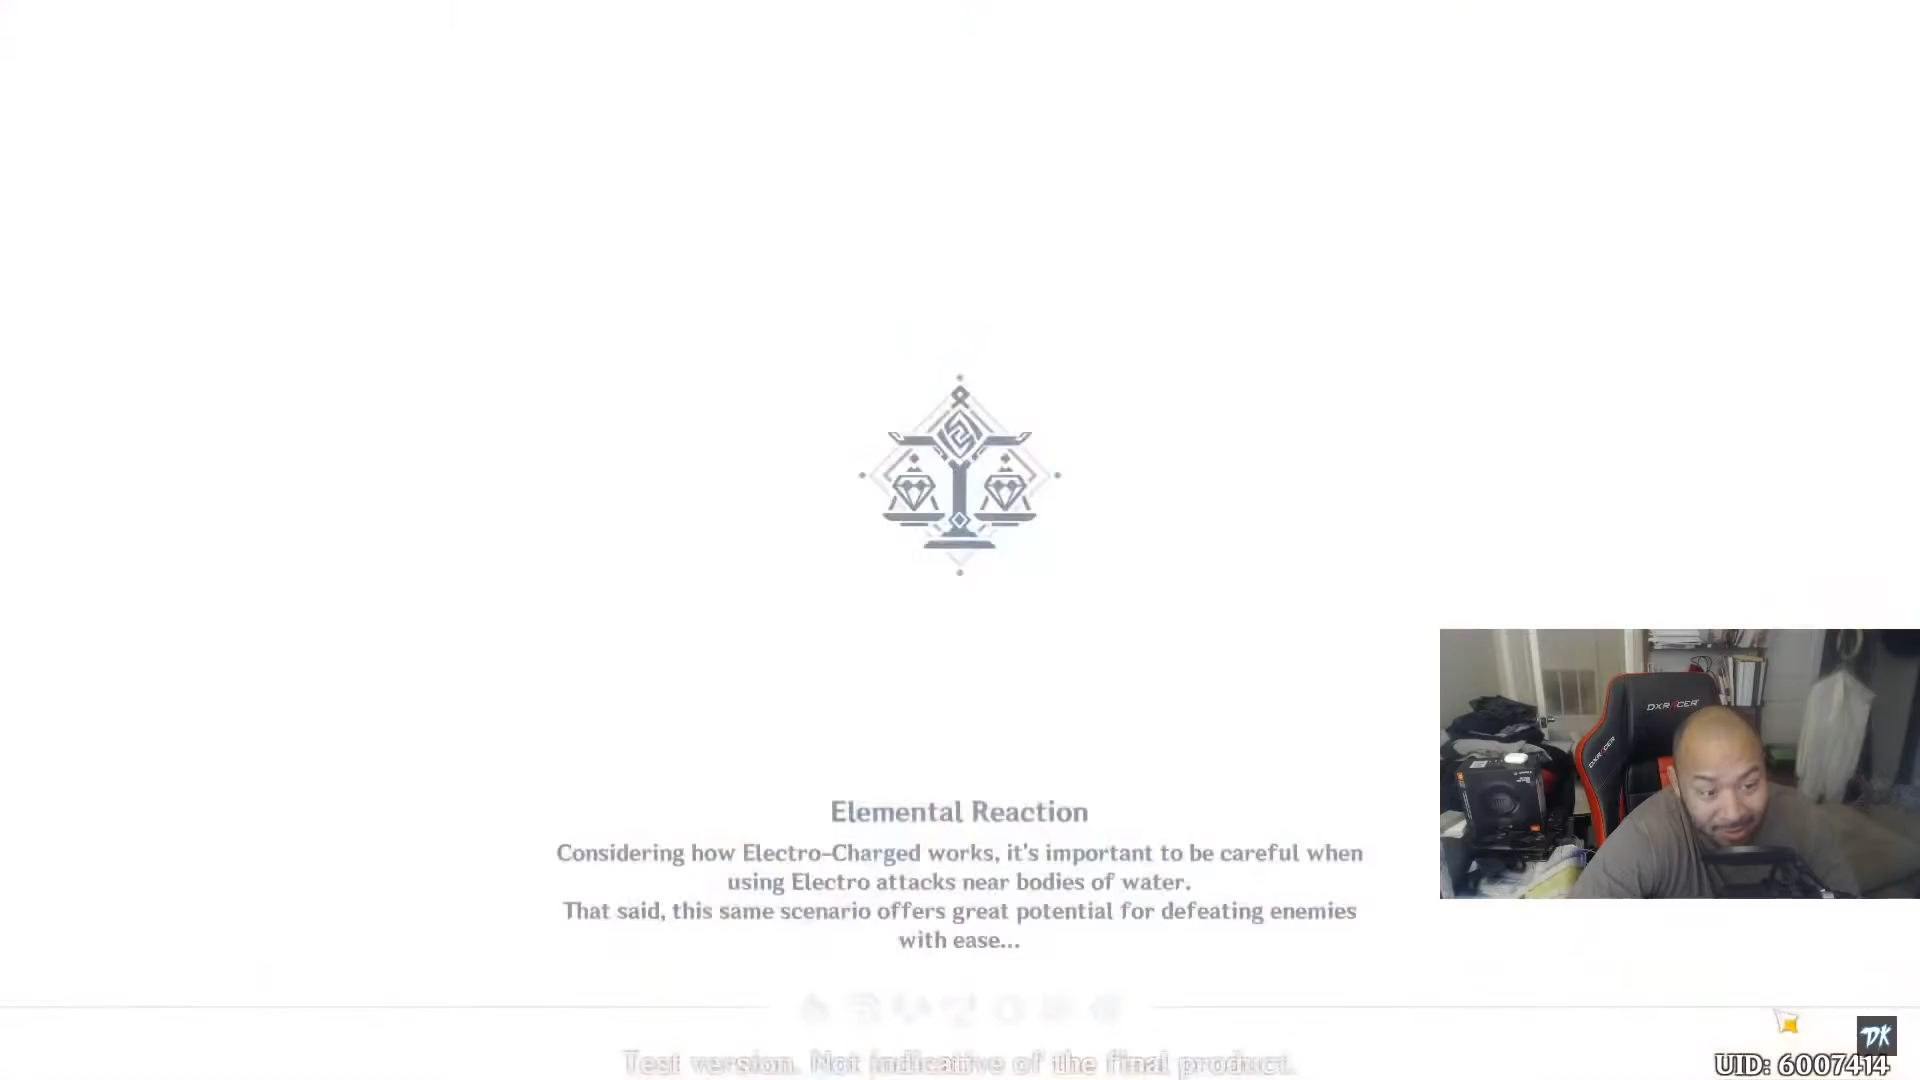 DXRACER
DXRACER
Elemental Reaction
Considering how Electro-Charged works, it's important to be careful when
using Electro attacks near bodies of water.
That said, this same scenario offers great potential for defeating enemies
with ease...
Test version. Not indicative of the final product.
DK
UID: 6007414